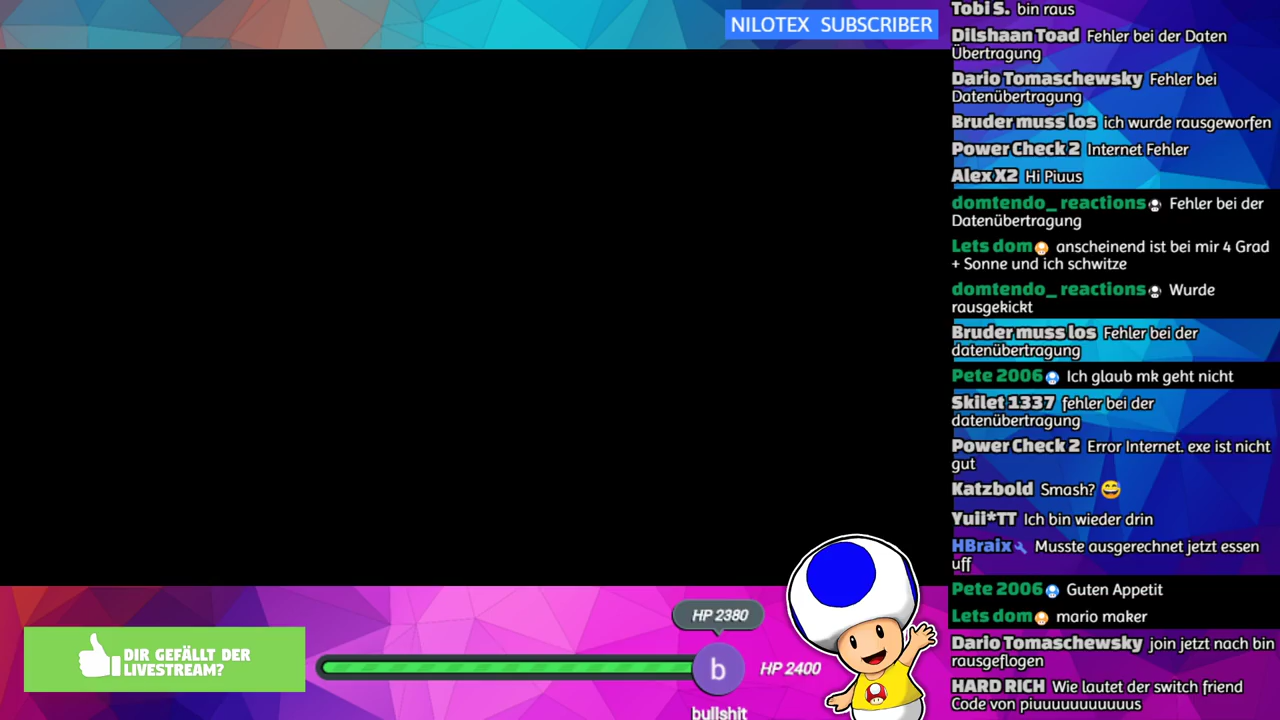 NILOTEX SUBSCRIBER
Tobi S. bin raus
Dilshaan Toad Fehler bei der Daten
Übertragung
Dario Tomaschewsky Fehler bei
Datenübertragung
Bruder muss los ich wurde rausgeworfen
Power Check 2 Internet Fehler
Alex X2 Hi Piuus
domtendo_reactions Fehler bei der
Datenübertragung
Lets dom anscheinend ist bei mir 4 Grad
+ Sonne und ich schwitze
domtendo_reactions Wurde
rausgekickt
Bruder muss los Fehler bei der
datenübertragung
Pete 2006 Ich glaub mk geht nicht
Skilet 1337 fehler bei der
datenübertragung
Power Check 2 Error Internet. exe ist nicht
gut
Katzbold Smash? 😅
Yuii*TT Ich bin wieder drin
HBraix Musste ausgerechnet jetzt essen
uff
Pete 2006 Guten Appetit
Lets dom mario maker
Dario Tomaschewsky join jetzt nach bin
rausgeflogen
HARD RICH Wie lautet der switch friend
Code von piuuuuuuuuuus
DIR GEFÄLLT DER
LIVESTREAM?
HP 2380
b
HP 2400
bullshit